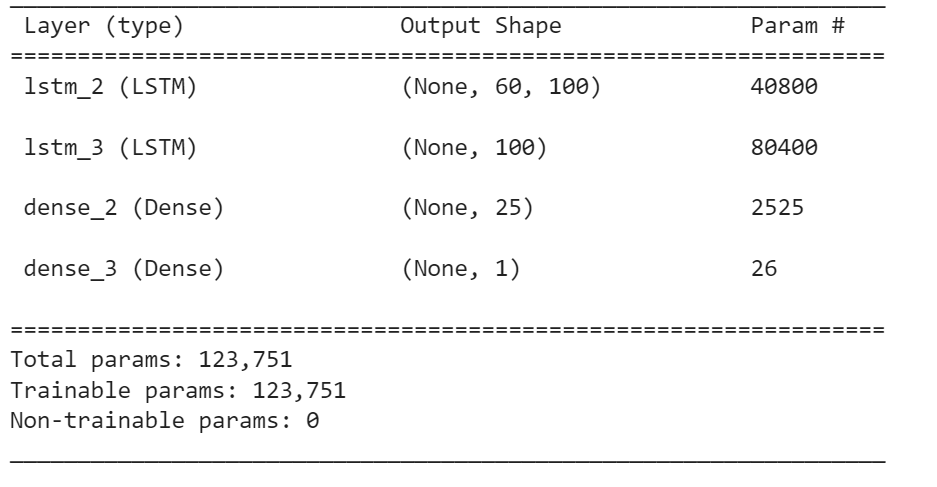 Layer (type) Output Shape Param #
=================================================================
lstm_2 (LSTM) (None, 60, 100) 40800
lstm_3 (LSTM) (None, 100) 80400
dense_2 (Dense) (None, 25) 2525
dense_3 (Dense) (None, 1) 26
=================================================================
Total params: 123,751
Trainable params: 123,751
Non-trainable params: 0